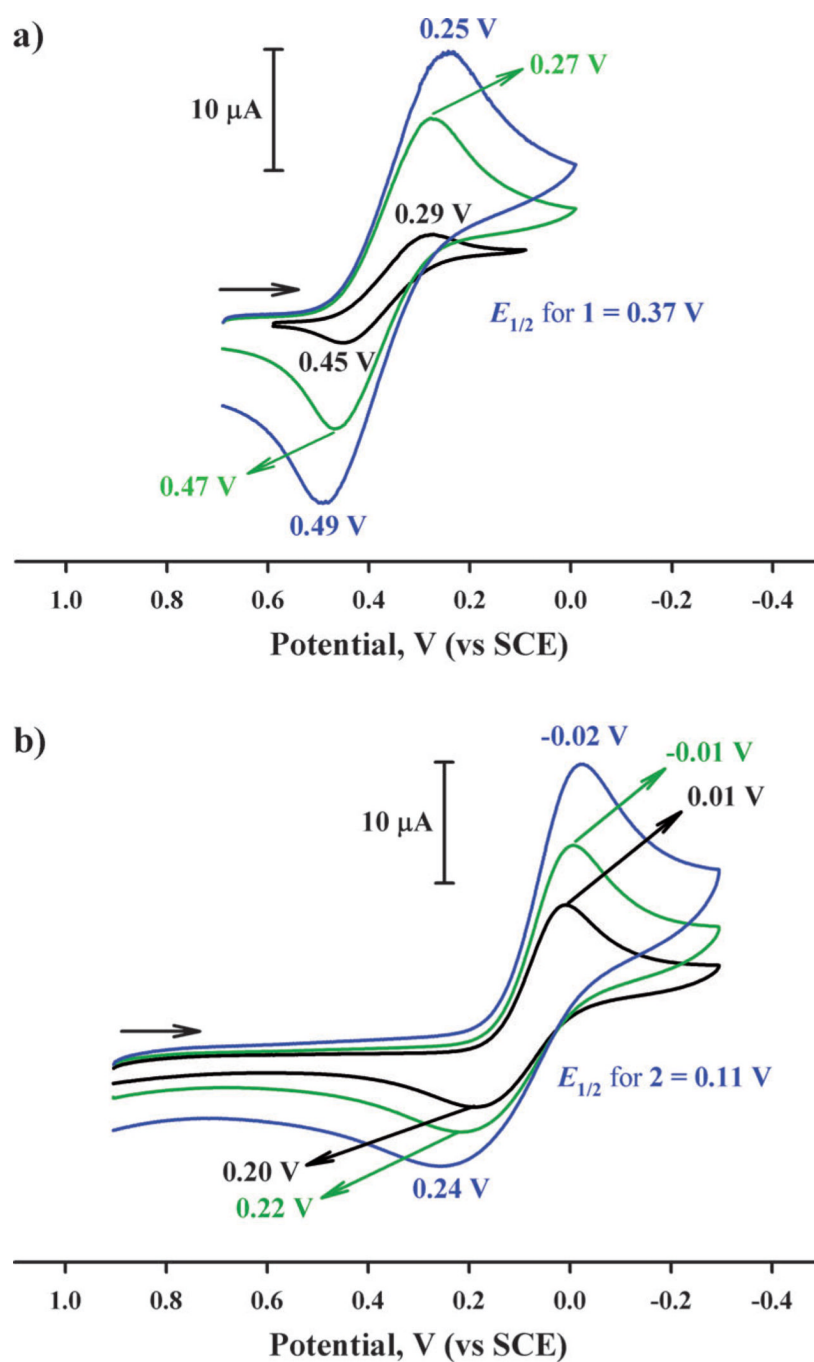 a)
0.25 V
0.27 V
10 μA
0.29 V
E1/2 for 1 = 0.37 V
0.45 V
0.47 V
0.49 V
1.0 0.8 0.6 0.4 0.2 0.0 -0.2 -0.4
Potential, V (vs SCE)
b)
-0.02 V
-0.01 V
0.01 V
10 μA
E1/2 for 2 = 0.11 V
0.20 V
0.22 V
0.24 V
1.0 0.8 0.6 0.4 0.2 0.0 -0.2 -0.4
Potential, V (vs SCE)